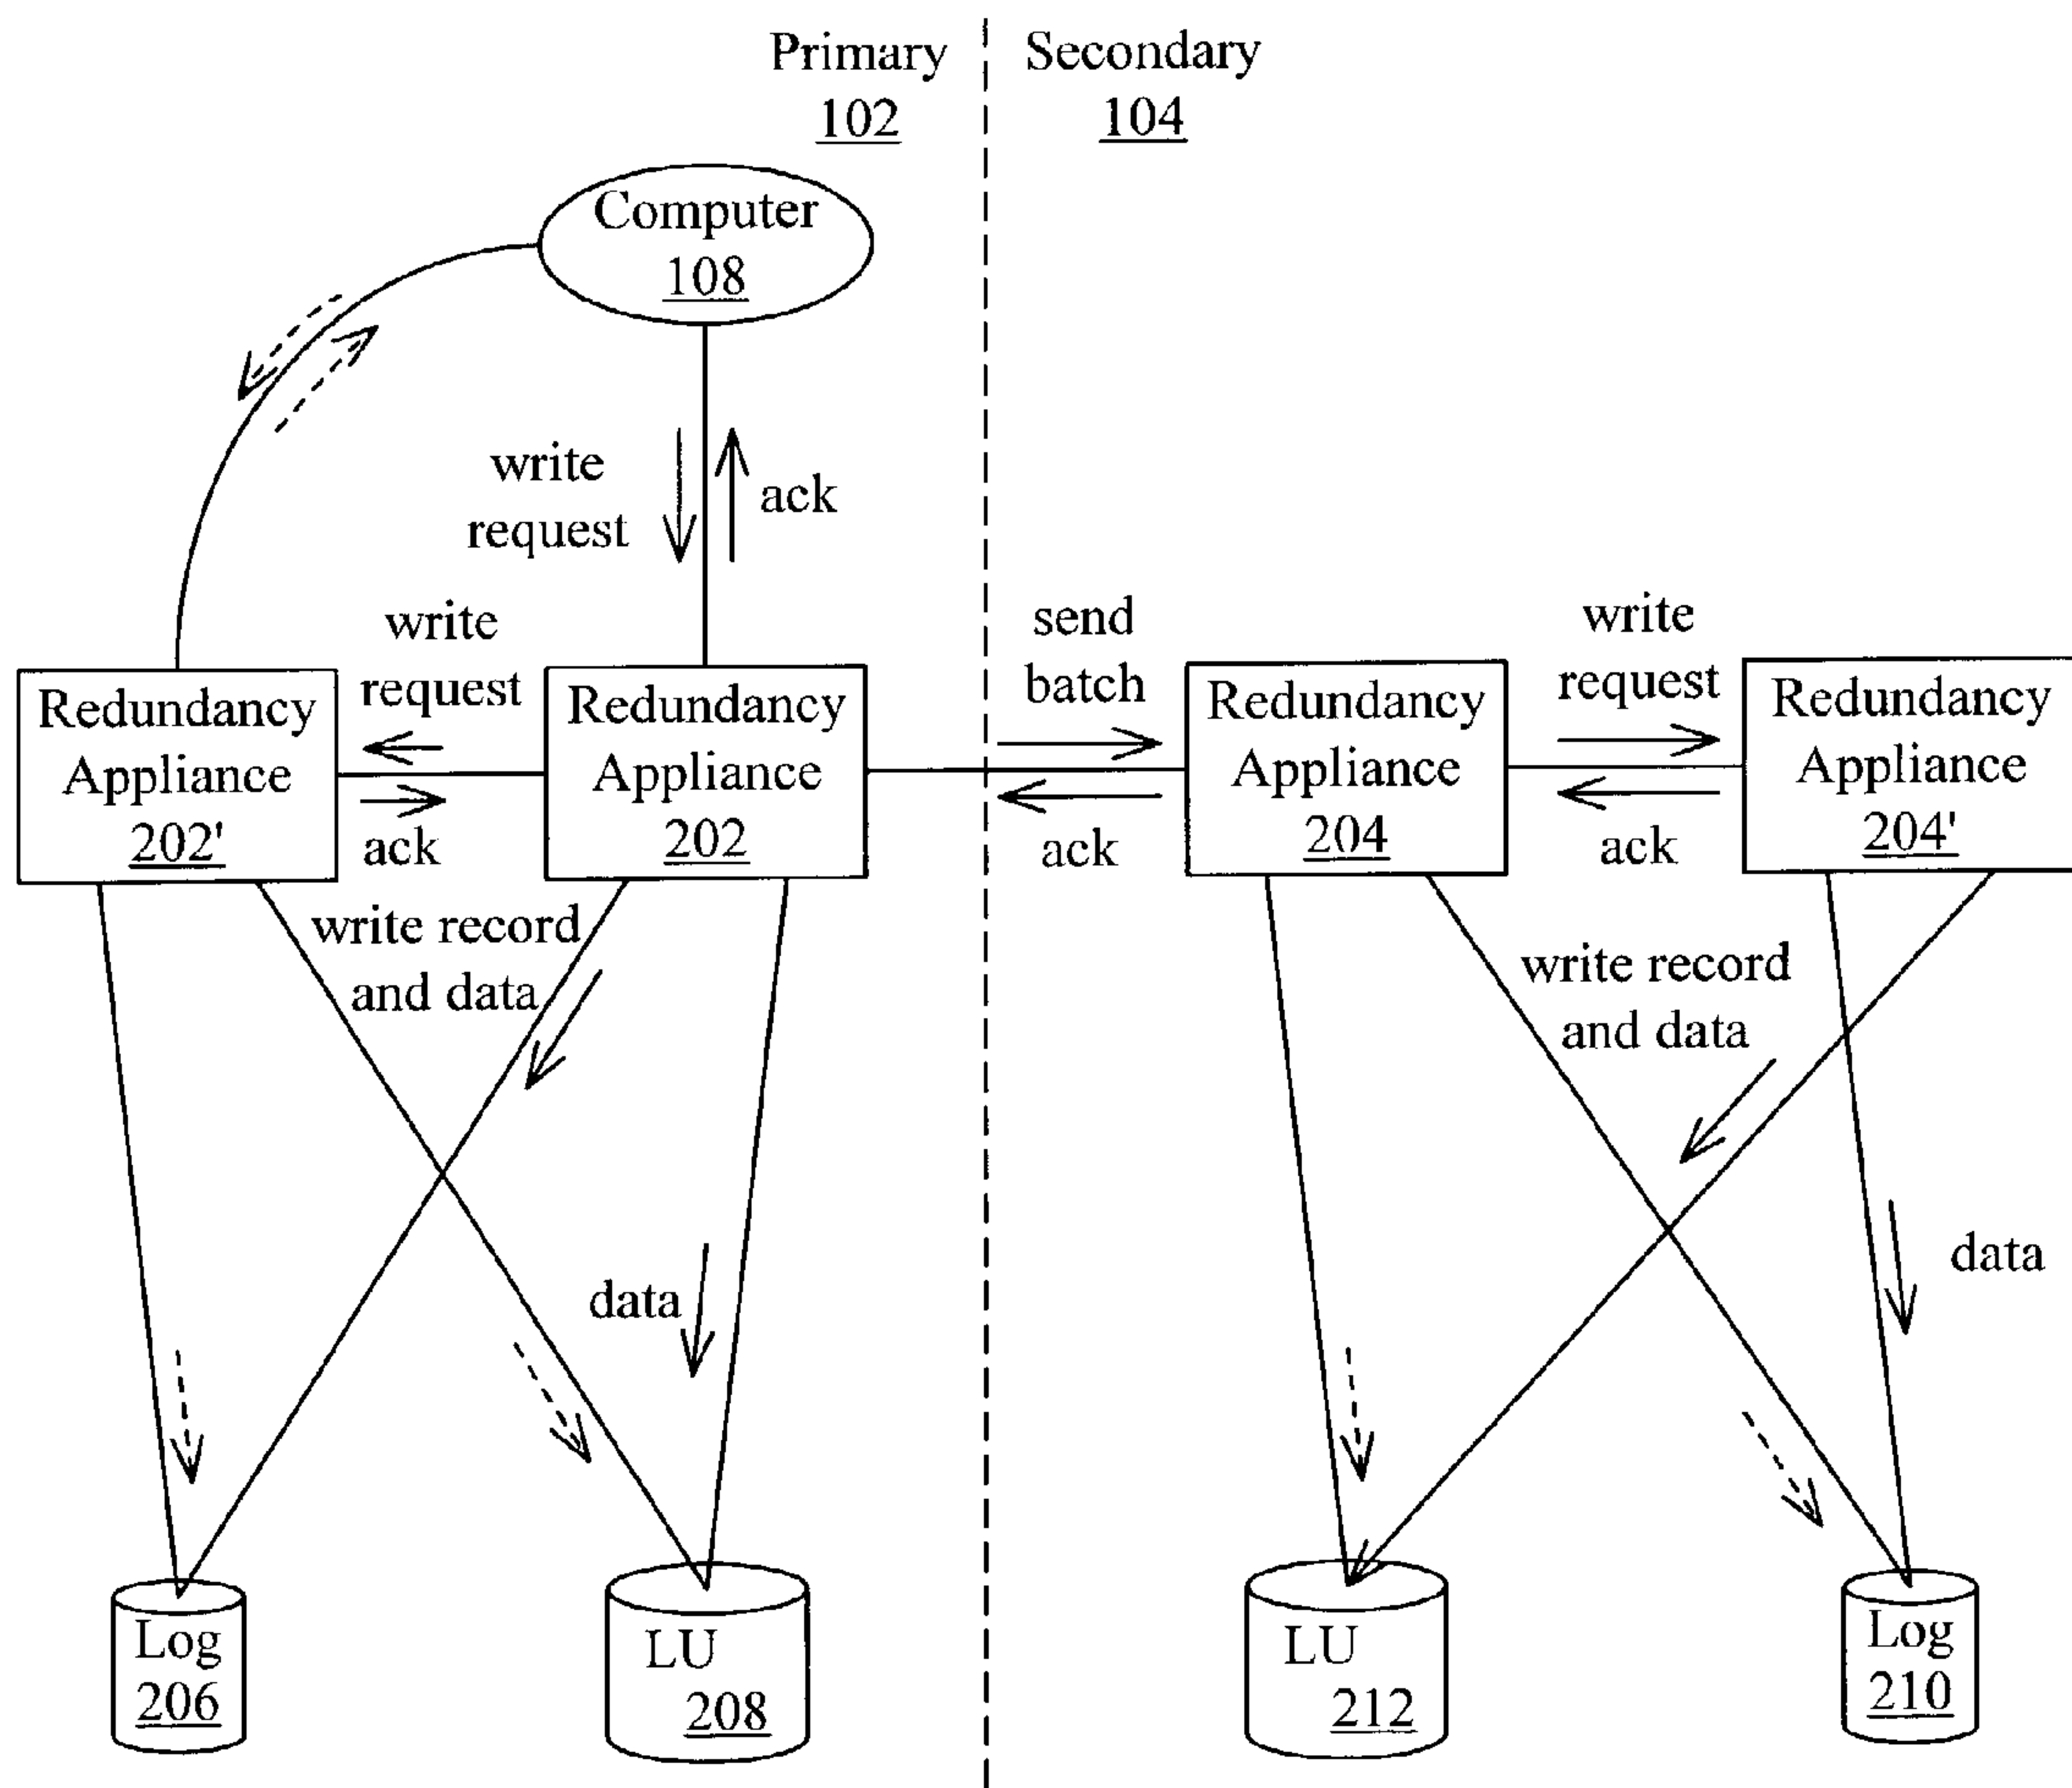 Primary
102
Secondary
104
Computer
108
write
request
ack
write
request
ack
send
batch
ack
write
request
ack
Redundancy
Appliance
202'
Redundancy
Appliance
202
Redundancy
Appliance
204
Redundancy
Appliance
204'
write record
and data
data
write record
and data
data
Log
206
LU
208
LU
212
Log
210